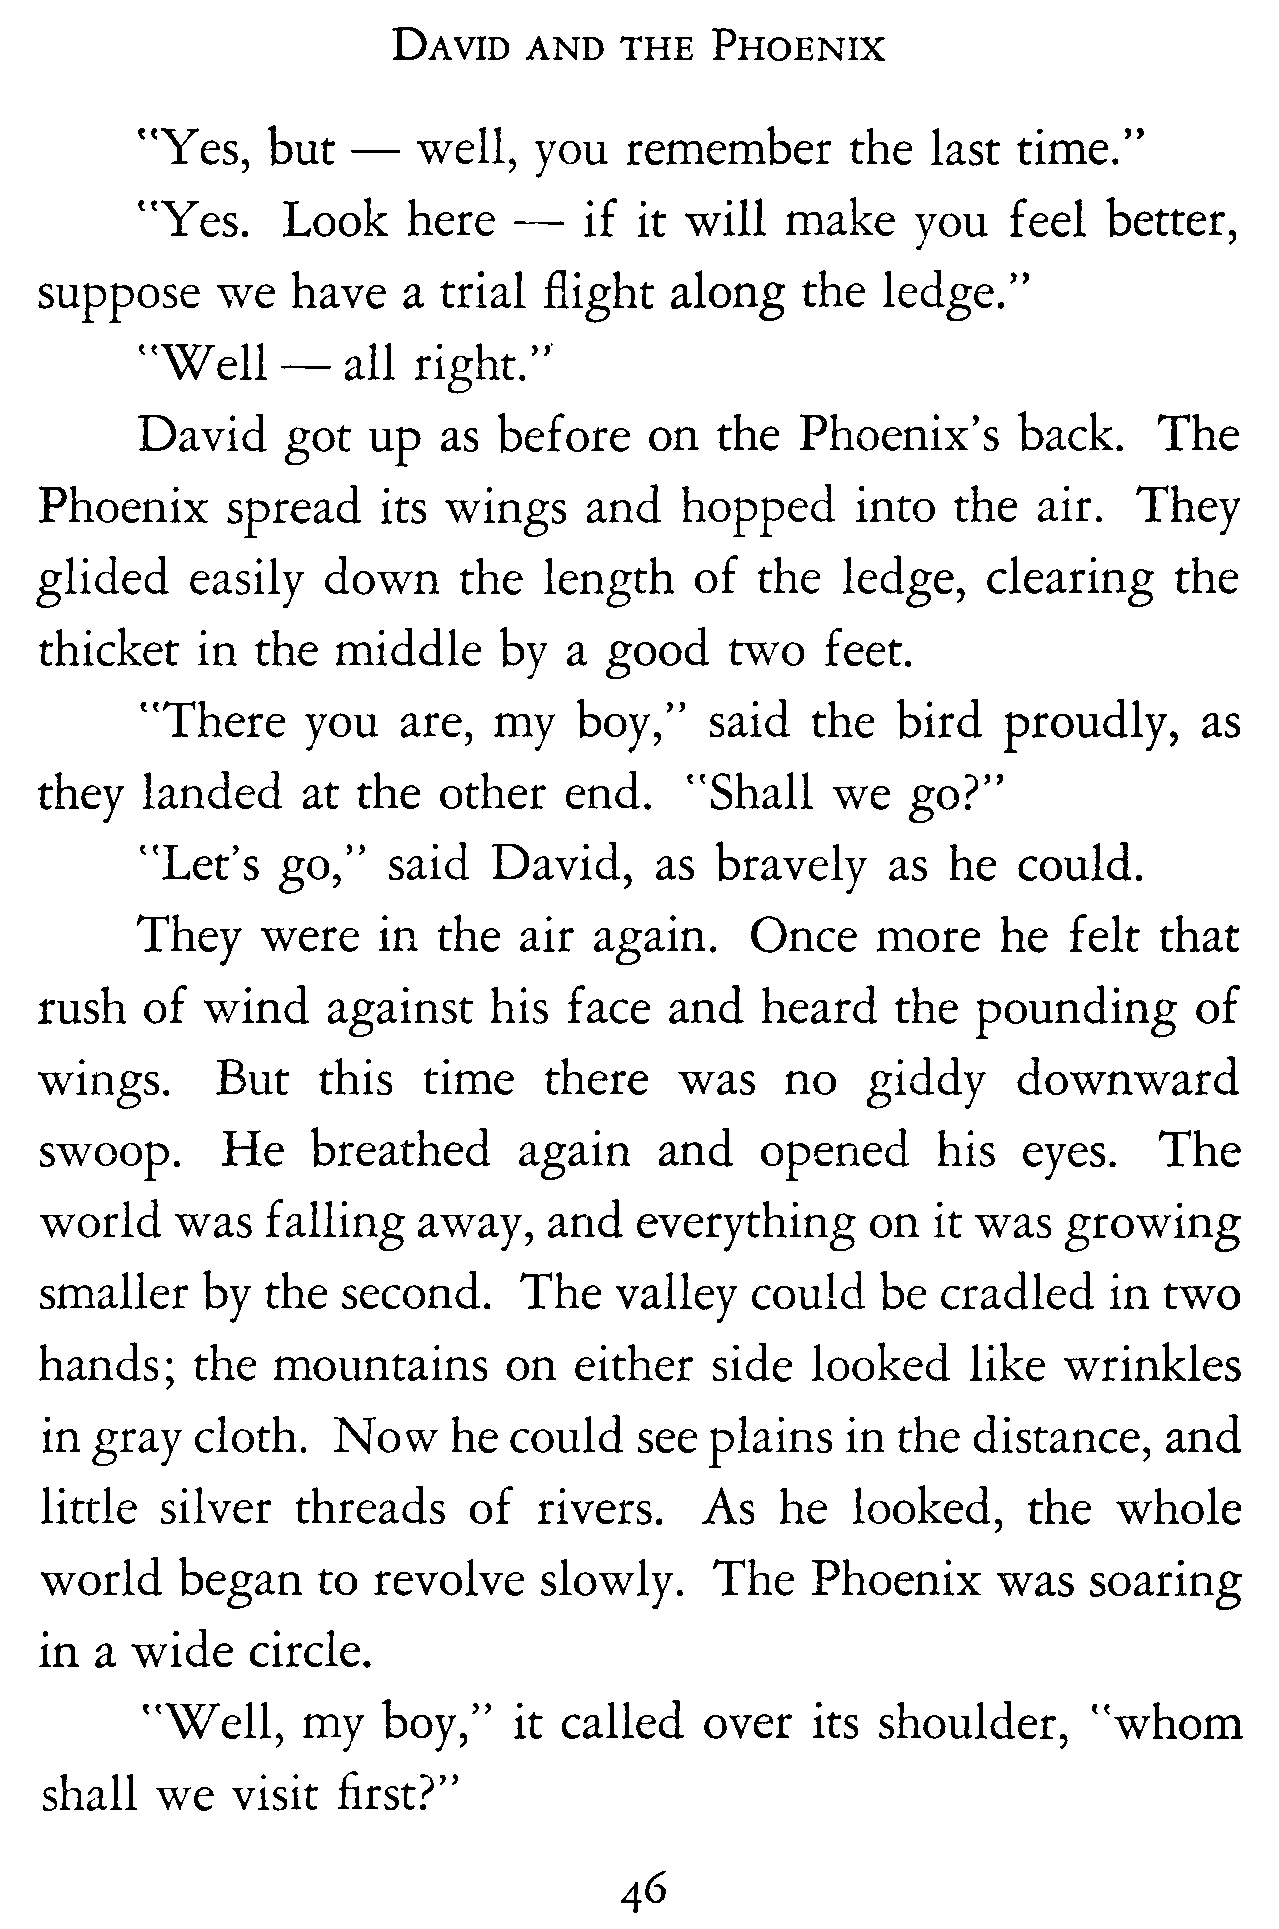 DAVID AND THE PHOENIX
"Yes, but — well, you remember the last time."
"Yes. Look here — if it will make you feel better,
suppose we have a trial flight along the ledge."
"Well — all right."
David got up as before on the Phoenix's back. The
Phoenix spread its wings and hopped into the air. They
glided easily down the length of the ledge, clearing the
thicket in the middle by a good two feet.
"There you are, my boy," said the bird proudly, as
they landed at the other end. "Shall we go?"
"Let's go," said David, as bravely as he could.
They were in the air again. Once more he felt that
rush of wind against his face and heard the pounding of
wings. But this time there was no giddy downward
swoop. He breathed again and opened his eyes. The
world was falling away, and everything on it was growing
smaller by the second. The valley could be cradled in two
hands; the mountains on either side looked like wrinkles
in gray cloth. Now he could see plains in the distance, and
little silver threads of rivers. As he looked, the whole
world began to revolve slowly. The Phoenix was soaring
in a wide circle.
"Well, my boy," it called over its shoulder, "whom
shall we visit first?"
46